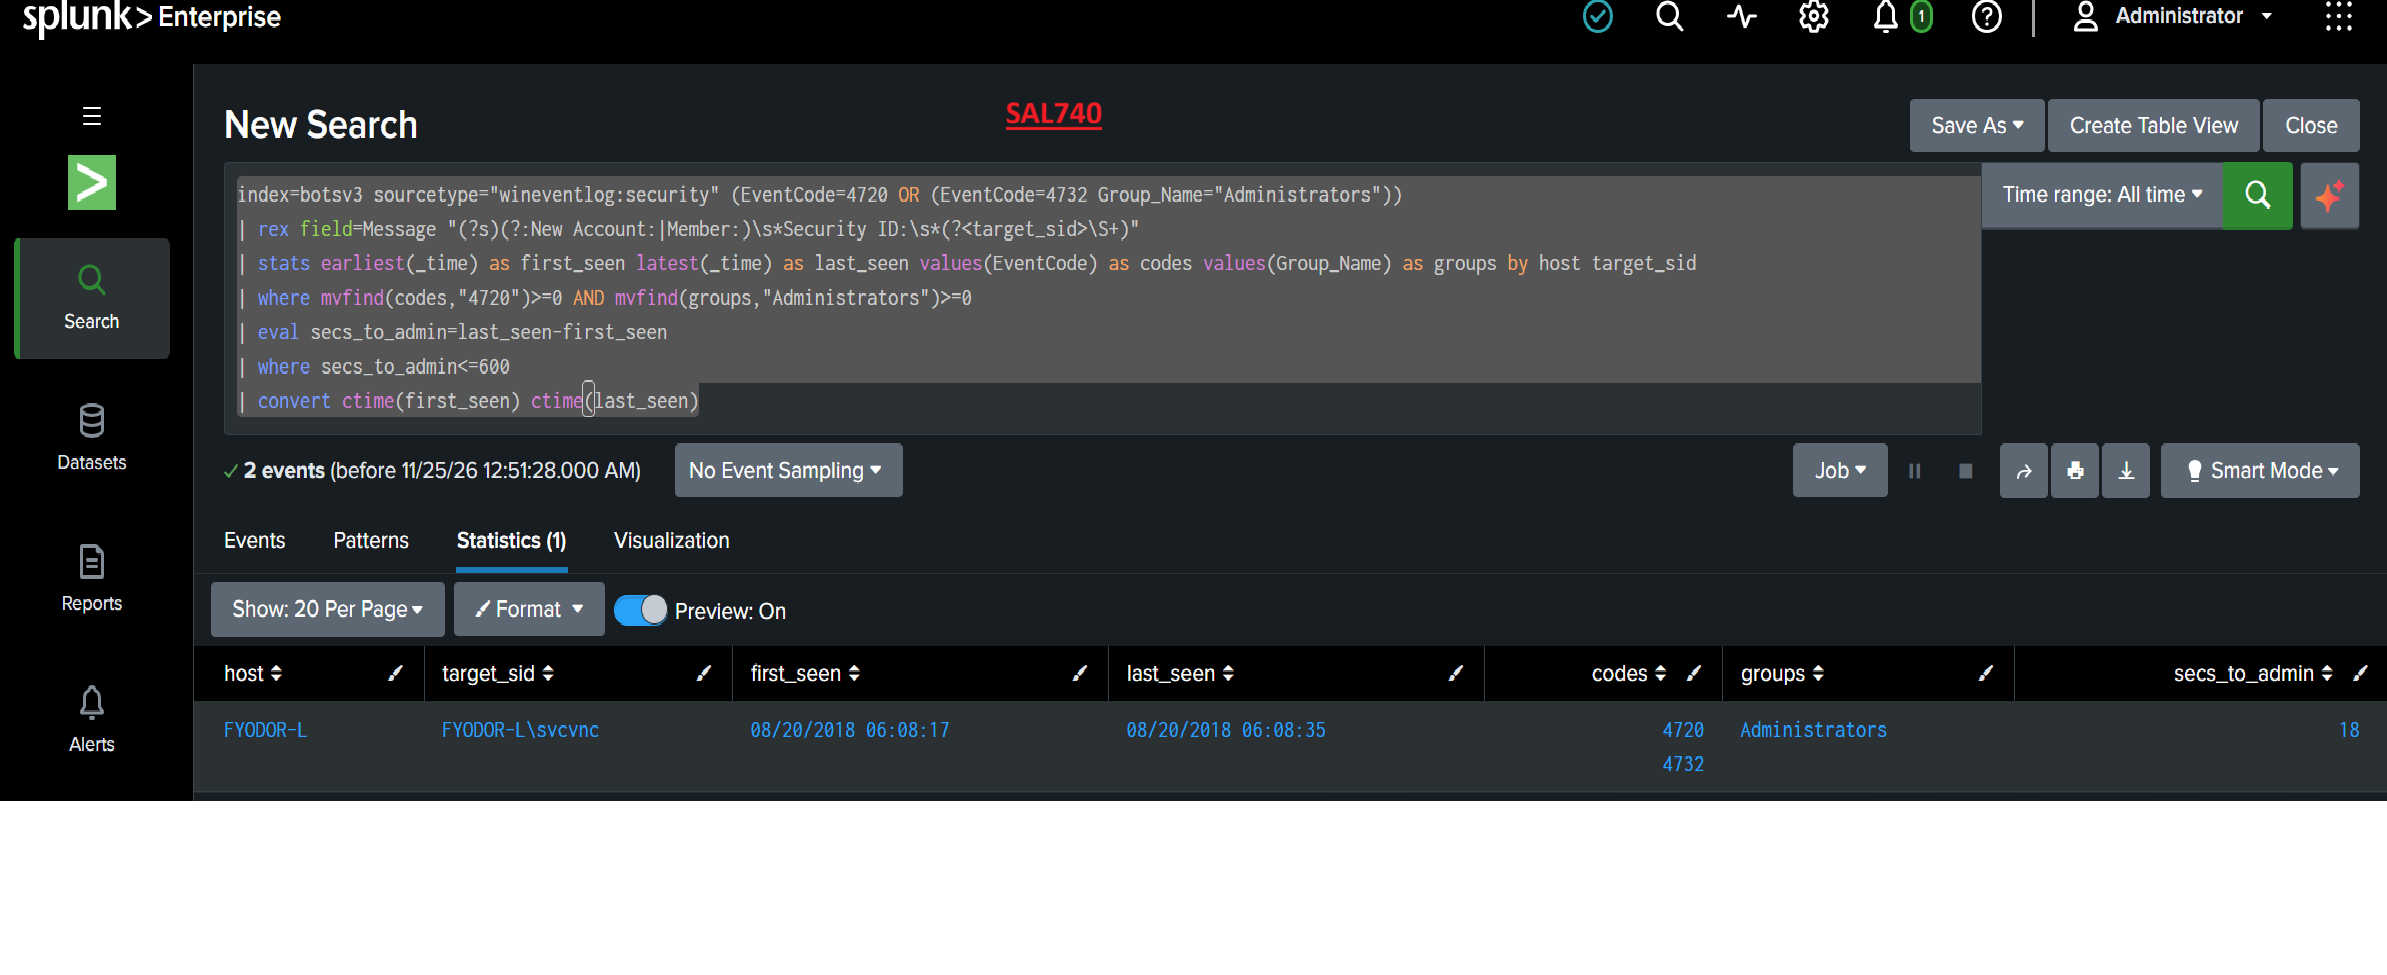 splunk> Enterprise
1
Administrator
New Search
SAL740
Save As
Create Table View
Close
index=botsv3 sourcetype="wineventlog:security" (EventCode=4720 OR (EventCode=4732 Group_Name="Administrators"))
| rex field=Message "(?s)(?:New Account:|Member:)\s*Security ID:\s*(?<target_sid>\S+)"
| stats earliest(_time) as first_seen latest(_time) as last_seen values(EventCode) as codes values(Group_Name) as groups by host target_sid
| where mvfind(codes,"4720")>=0 AND mvfind(groups,"Administrators")>=0
| eval secs_to_admin=last_seen-first_seen
| where secs_to_admin<=600
| convert ctime(first_seen) ctime(last_seen)
Time range: All time
Search
Datasets
Reports
Alerts
2 events (before 11/25/26 12:51:28.000 AM)
No Event Sampling
Job
Smart Mode
Events
Patterns
Statistics (1)
Visualization
Show: 20 Per Page
Format
Preview: On
host
target_sid
first_seen
last_seen
codes
groups
secs_to_admin
FYODOR-L
FYODOR-L\svcvnc
08/20/2018 06:08:17
08/20/2018 06:08:35
4720
4732
Administrators
18